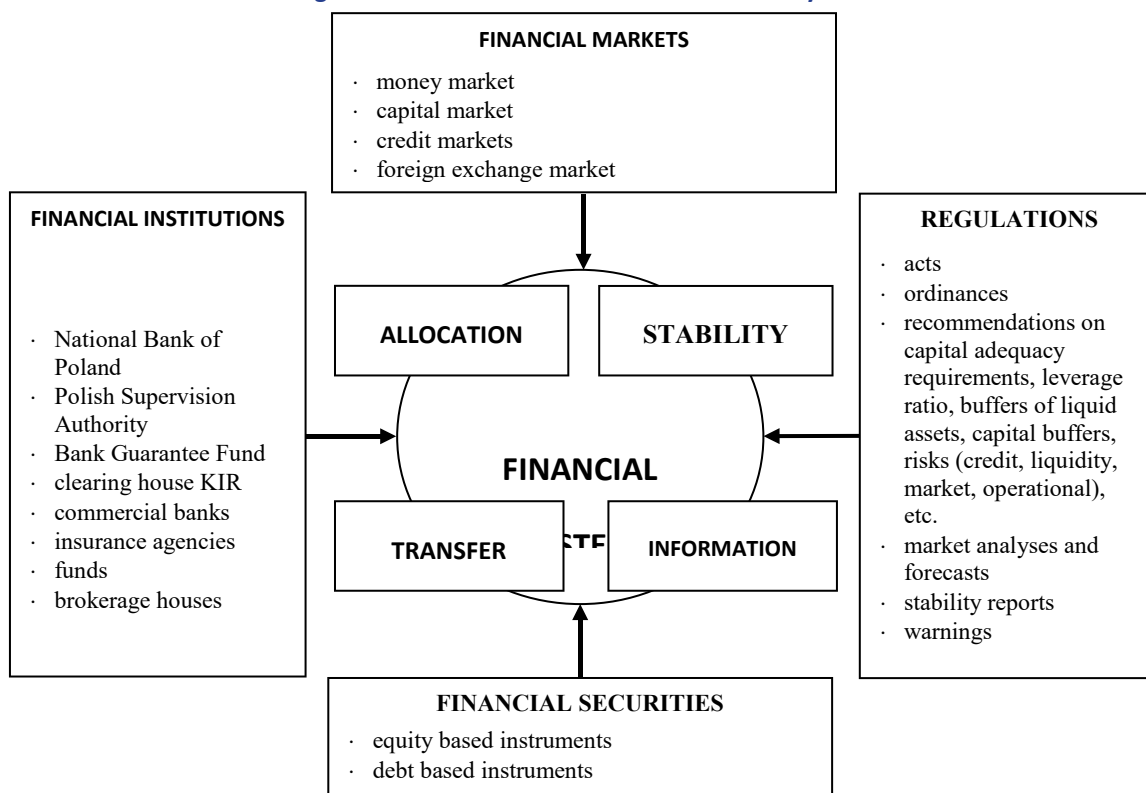 FINANCIAL MARKETS
· money market
· capital market
· credit markets
· foreign exchange market
FINANCIAL INSTITUTIONS
· National Bank of
Poland
· Polish Supervision
Authority
· Bank Guarantee Fund
· clearing house KIR
· commercial banks
· insurance agencies
· funds
· brokerage houses
ALLOCATION
STABILITY
FINANCIAL
TRANSFER
INFORMATION
REGULATIONS
· acts
· ordinances
· recommendations on
capital adequacy
requirements, leverage
ratio, buffers of liquid
assets, capital buffers,
risks (credit, liquidity,
market, operational),
etc.
· market analyses and
forecasts
· stability reports
· warnings
FINANCIAL SECURITIES
· equity based instruments
· debt based instruments